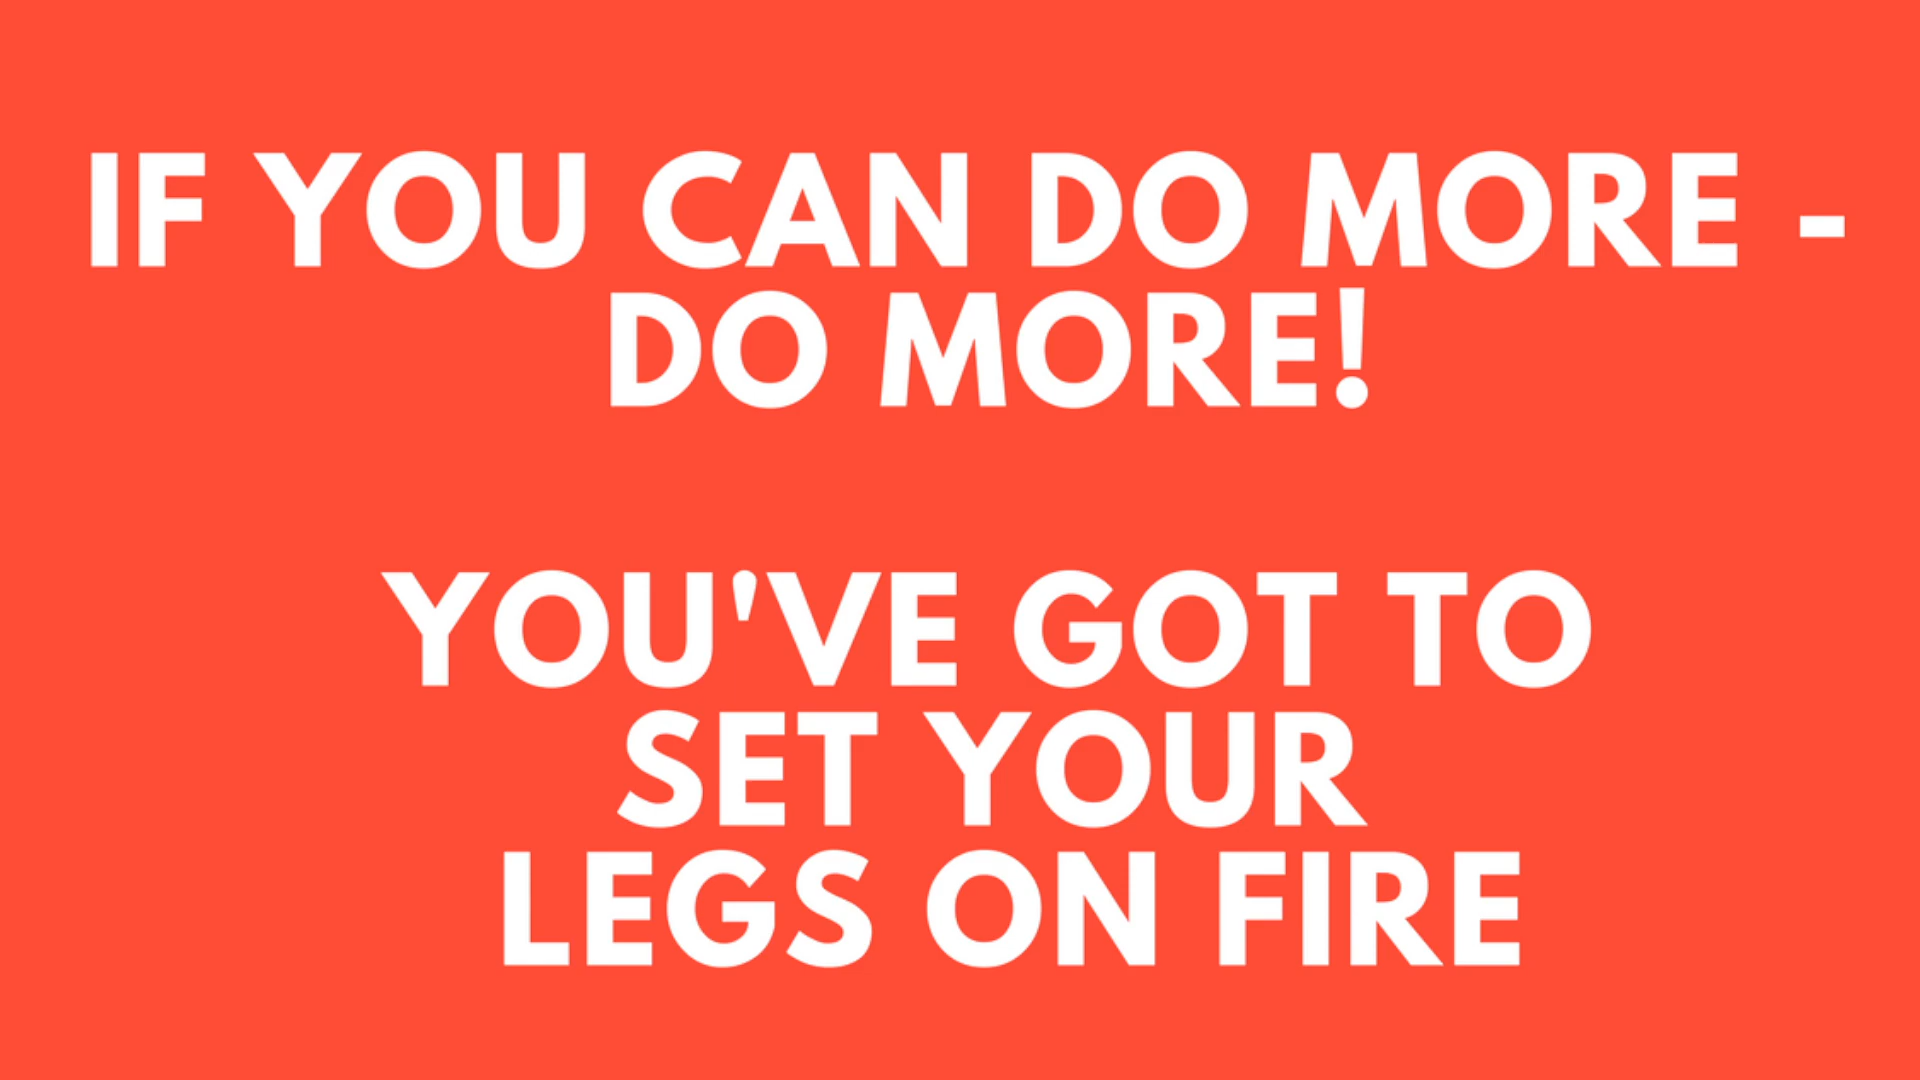 IF YOU CAN DO MORE -
DO MORE!
YOU'VE GOT TO
SET YOUR
LEGS ON FIRE